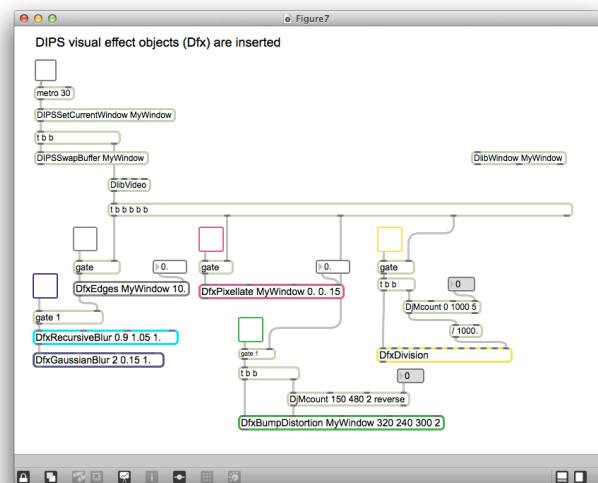 Figure7
DIPS visual effect objects (Dfx) are inserted
metro 30
DIPSSetCurrentWindow MyWindow
t b b
DIPSSwapBuffer MyWindow
DlibWindow MyWindow
DlibVideo
t b b b b b
gate
0.
gate
0.
gate
DfxEdges MyWindow 10.
DfxPixellate MyWindow 0. 0. 15
t b b
0
DjMcount 0 1000 5
gate 1
/ 1000.
DfxRecursiveBlur 0.9 1.05 1.
gate 1
DfxDivision
DfxGaussianBlur 2 0.15 1.
t b b
0
DjMcount 150 480 2 reverse
DfxBumpDistortion MyWindow 320 240 300 2